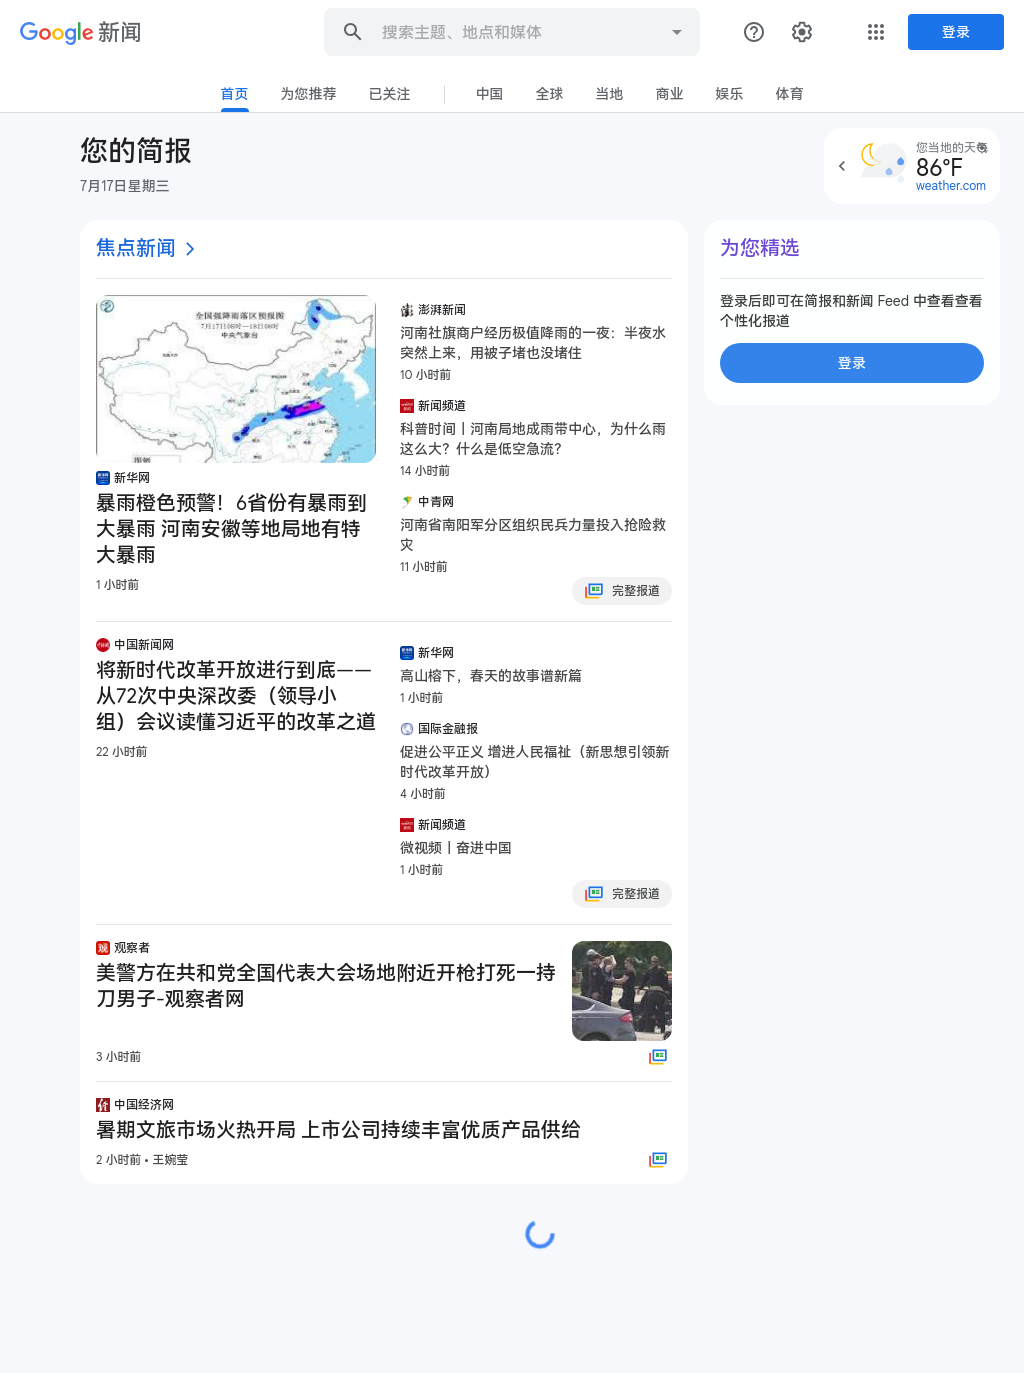 Google 新闻
搜索主题、地点和媒体
登录
首页
为您推荐
已关注
中国
全球
当地
商业
娱乐
体育
您的简报
7月17日星期三
您当地的天气
86°F
weather.com
焦点新闻
全国强降雨落区预报图
7月17日08时—18日08时
中央气象台
新华网
暴雨橙色预警！6省份有暴雨到
大暴雨 河南安徽等地局地有特
大暴雨
1 小时前
澎湃新闻
河南社旗商户经历极值降雨的一夜：半夜水
突然上来，用被子堵也没堵住
10 小时前
新闻频道
科普时间丨河南局地成雨带中心，为什么雨
这么大？什么是低空急流？
14 小时前
中青网
河南省南阳军分区组织民兵力量投入抢险救
灾
11 小时前
完整报道
为您精选
登录后即可在简报和新闻 Feed 中查看查看
个性化报道
登录
中国新闻网
将新时代改革开放进行到底——
从72次中央深改委（领导小
组）会议读懂习近平的改革之道
22 小时前
新华网
高山榕下，春天的故事谱新篇
1 小时前
国际金融报
促进公平正义 增进人民福祉（新思想引领新
时代改革开放）
4 小时前
新闻频道
微视频丨奋进中国
1 小时前
完整报道
观察者
美警方在共和党全国代表大会场地附近开枪打死一持
刀男子-观察者网
3 小时前
中国经济网
暑期文旅市场火热开局 上市公司持续丰富优质产品供给
2 小时前 • 王婉莹